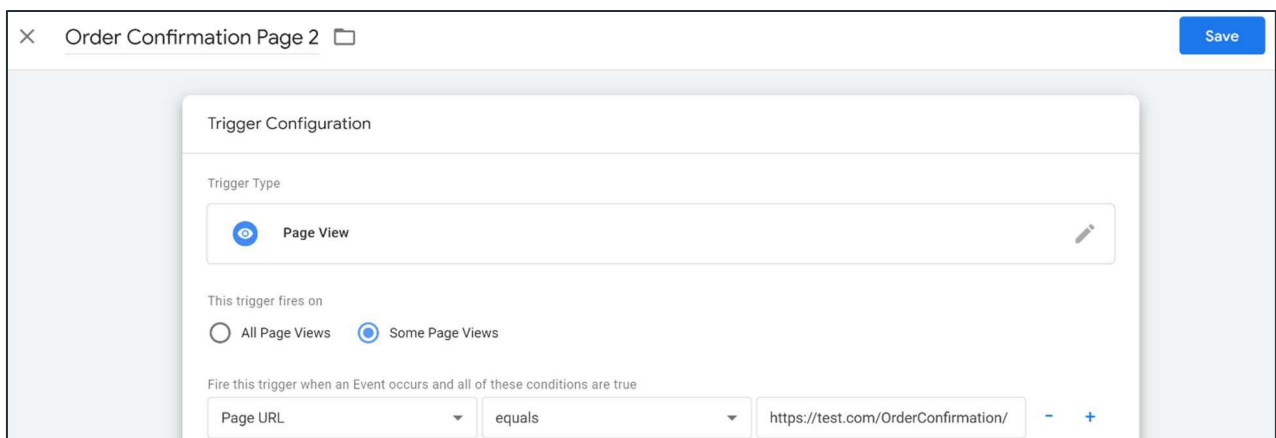 Order Confirmation Page 2
Save
Trigger Configuration
Trigger Type
Page View
This trigger fires on
All Page Views Some Page Views
Fire this trigger when an Event occurs and all of these conditions are true
Page URL equals https://test.com/OrderConfirmation/ - +